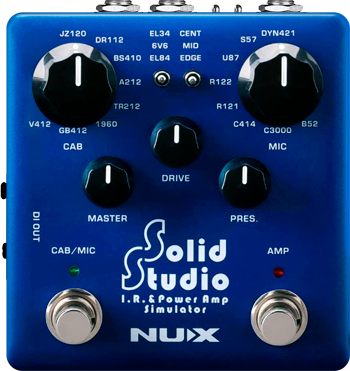 JZ120
DR112
BS410
A212
TR212
1960
GB412
V412
CAB
EL34
6V6
EL84
CENT
MID
EDGE
DYN421
S57
U87
R122
R121
C414
C3000
B52
MIC
DRIVE
MASTER
PRES.
DI OUT
CAB/MIC
AMP
Solid
Studio
I.R.&Power Amp
Simulator
NUX